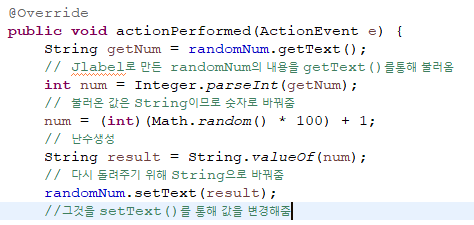 @Override
public void actionPerformed(ActionEvent e) {
String getNum = randomNum.getText();
// Jlabel로 만든 randomNum의 내용을 getText()를통해 불러옴
int num = Integer.parseInt(getNum);
// 불러온 값은 String이므로 숫자로 바꿔줌
num = (int)(Math.random() * 100) + 1;
// 난수생성
String result = String.valueOf(num);
// 다시 돌려주기 위해 String으로 바꿔줌
randomNum.setText(result);
//그것을 setText()를 통해 값을 변경해줌